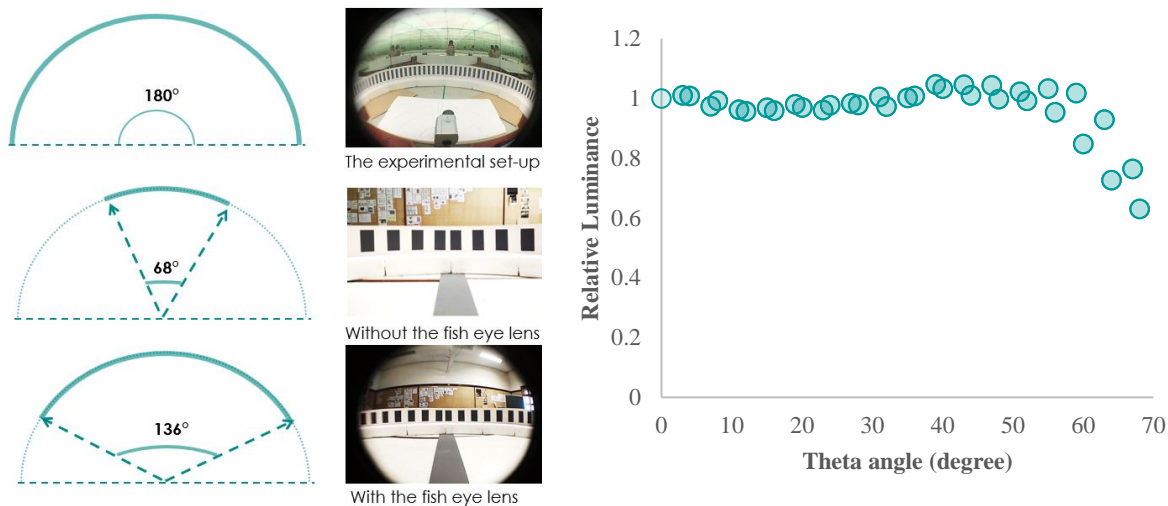 180°
The experimental set-up
68°
Without the fish eye lens
136°
With the fish eye lens
Relative Luminance
1.2
1
0.8
0.6
0.4
0.2
0
0 10 20 30 40 50 60 70
Theta angle (degree)